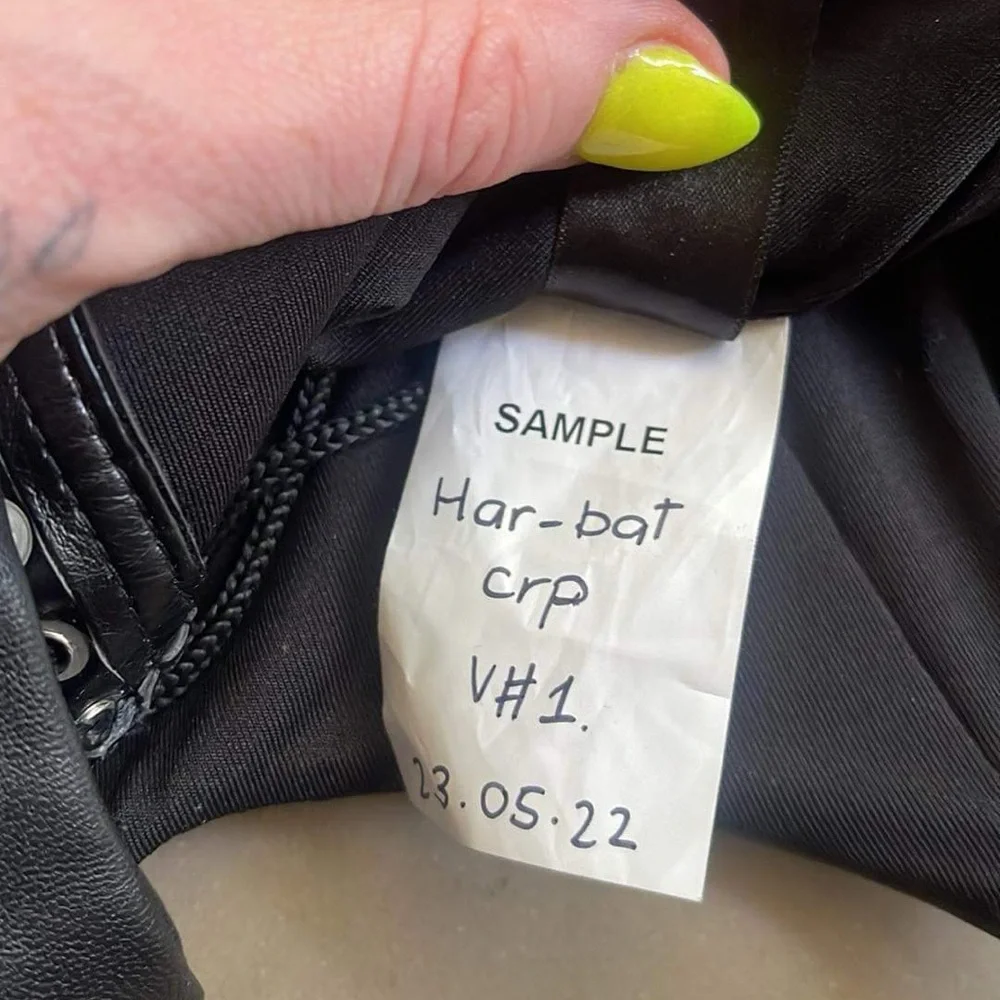 SAMPLE
Har-bat
crp
V#1.
23.05.22